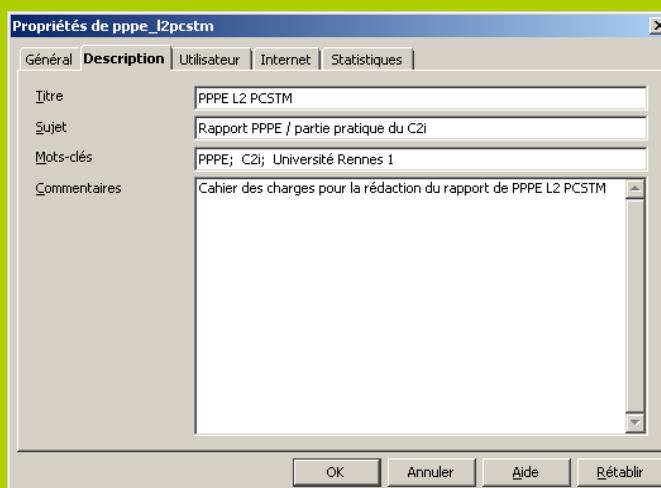 Propriétés de pppe_l2pcstm
Général Description Utilisateur Internet Statistiques
Titre PPPE L2 PCSTM
Sujet Rapport PPPE / partie pratique du C2i
Mots-clés PPPE; C2i; Université Rennes 1
Commentaires Cahier des charges pour la rédaction du rapport de PPPE L2 PCSTM
OK Annuler Aide Rétablir